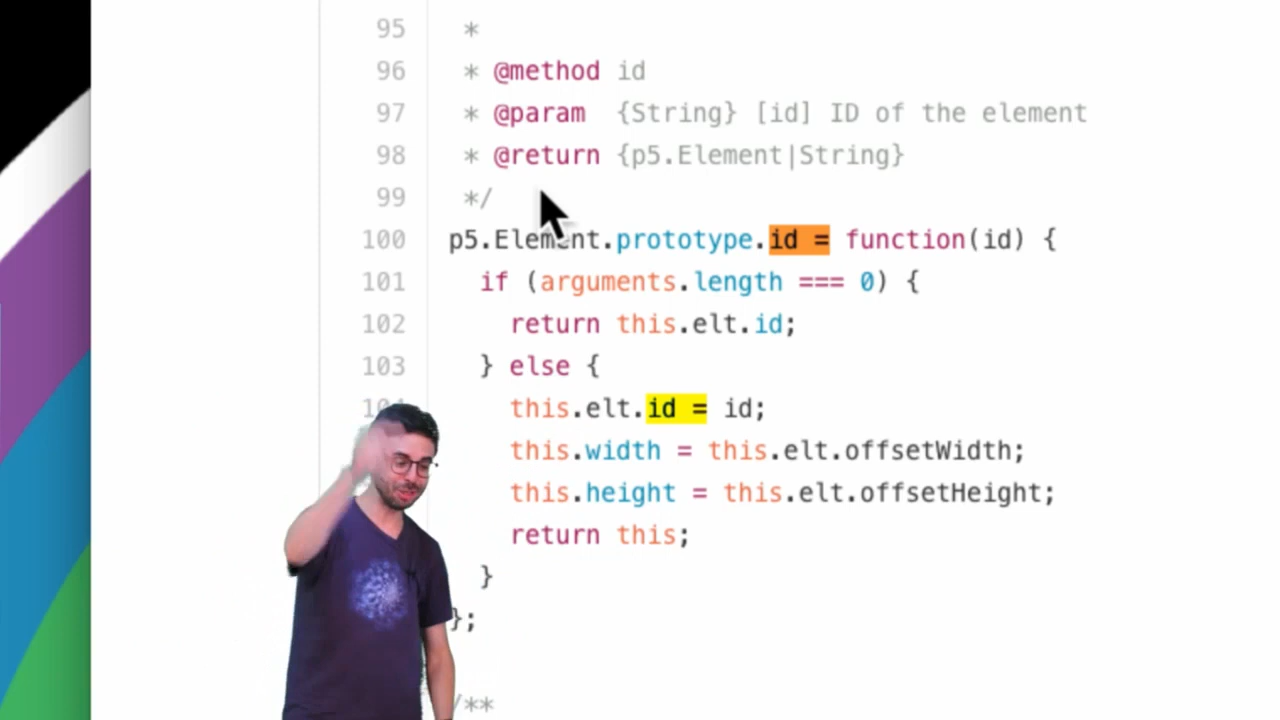 95 *
96 * @method id
97 * @param {String} [id] ID of the element
98 * @return {p5.Element|String}
99 */
100 p5.Element.prototype.id = function(id) {
101 if (arguments.length === 0) {
102 return this.elt.id;
103 } else {
this.elt.id = id;
this.width = this.elt.offsetWidth;
this.height = this.elt.offsetHeight;
return this;
}
};
/**